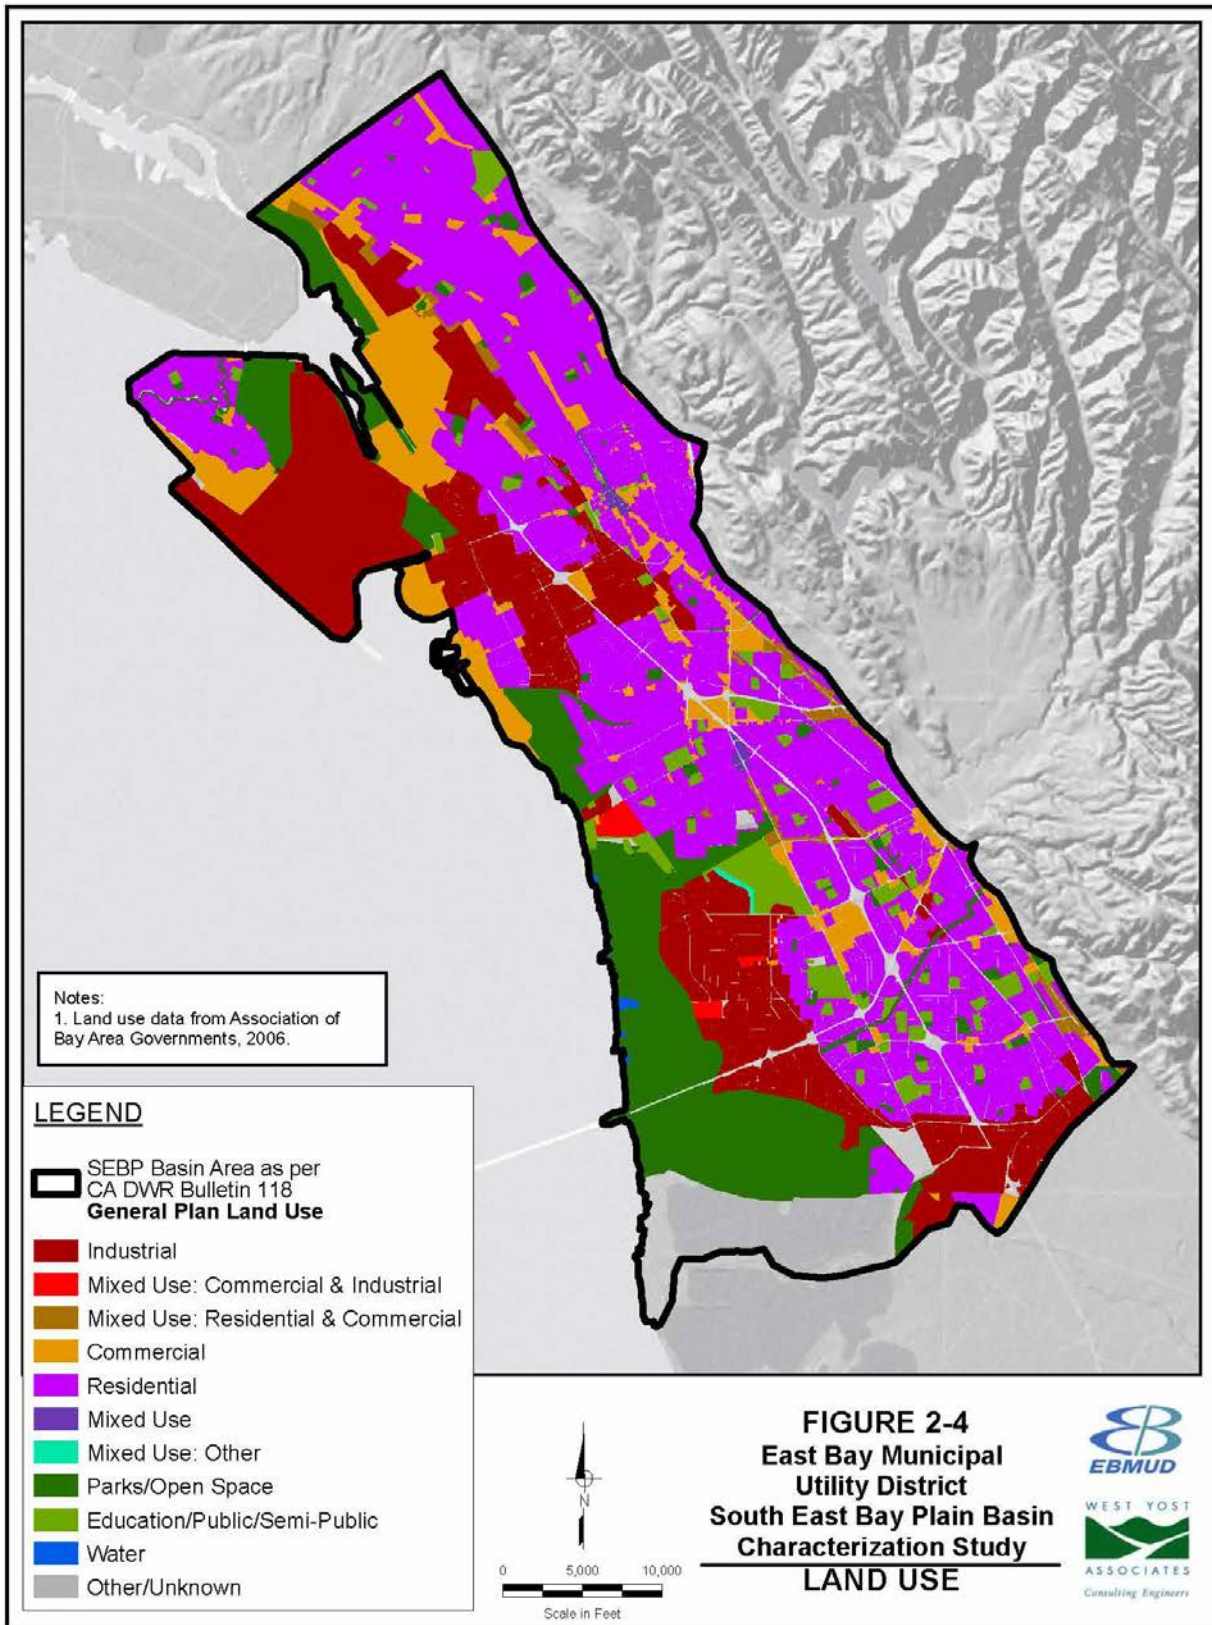 Notes:
1. Land use data from Association of
Bay Area Governments, 2006.
LEGEND
SEBP Basin Area as per
CA DWR Bulletin 118
General Plan Land Use
Industrial
Mixed Use: Commercial & Industrial
Mixed Use: Residential & Commercial
Commercial
Residential
Mixed Use
Mixed Use: Other
Parks/Open Space
Education/Public/Semi-Public
Water
Other/Unknown
N
0 5,000 10,000
Scale in Feet
FIGURE 2-4
East Bay Municipal
Utility District
South East Bay Plain Basin
Characterization Study
LAND USE
EBMUD
WEST YOST
ASSOCIATES
Consulting Engineers